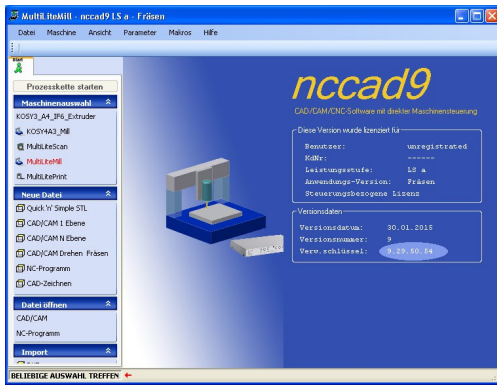 MultiLiteMill - nccad9 LS a - Fräsen
Datei Maschine Ansicht Parameter Makros Hilfe
Start
Prozesskette starten
Maschinenauswahl
KOSY3_A4_IF6_Extruder
KOSY4A3_Mill
MultiLiteScan
MultiLiteMill
MultiLitePrint
Neue Datei
Quick 'n' Simple STL
CAD/CAM 1 Ebene
CAD/CAM N Ebene
CAD/CAM Drehen Fräsen
NC-Programm
CAD-Zeichnen
Datei öffnen
CAD/CAM
NC-Programm
Import
BELIEBIGE AUSWAHL TREFFEN
nccad9
CAD/CAM/CNC-Software mit direkter Maschinensteuerung
Diese Version wurde lizenziert für
Benutzer: unregistrated
KdNr: ------
Leistungsstufe: LS a
Anwendungs-Version: Fräsen
Steuerungsbezogene Lizenz
Versionsdaten
Versionsdatum: 30.01.2015
Versionsnummer: 9
Verw.schlüssel: 9.29.50.54